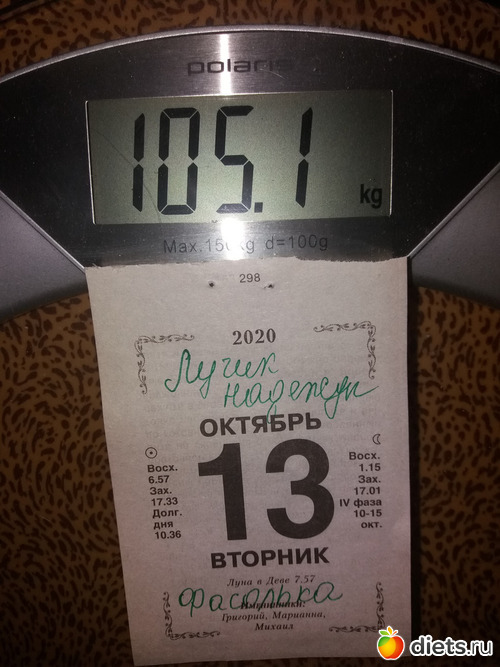 polaris
105.1 kg
Max.150kg d=100g
298
2020
Лучик
надежды
ОКТЯБРЬ
13
Восх.
6.57
Зах.
17.33
Долг.
дня
10.36
Восх.
1.15
Зах.
17.01
IV фаза
10-15
окт.
ВТОРНИК
Луна в Деве 7.57
Фасолька
Именинники:
Григорий, Марианна,
Михаил
diets.ru